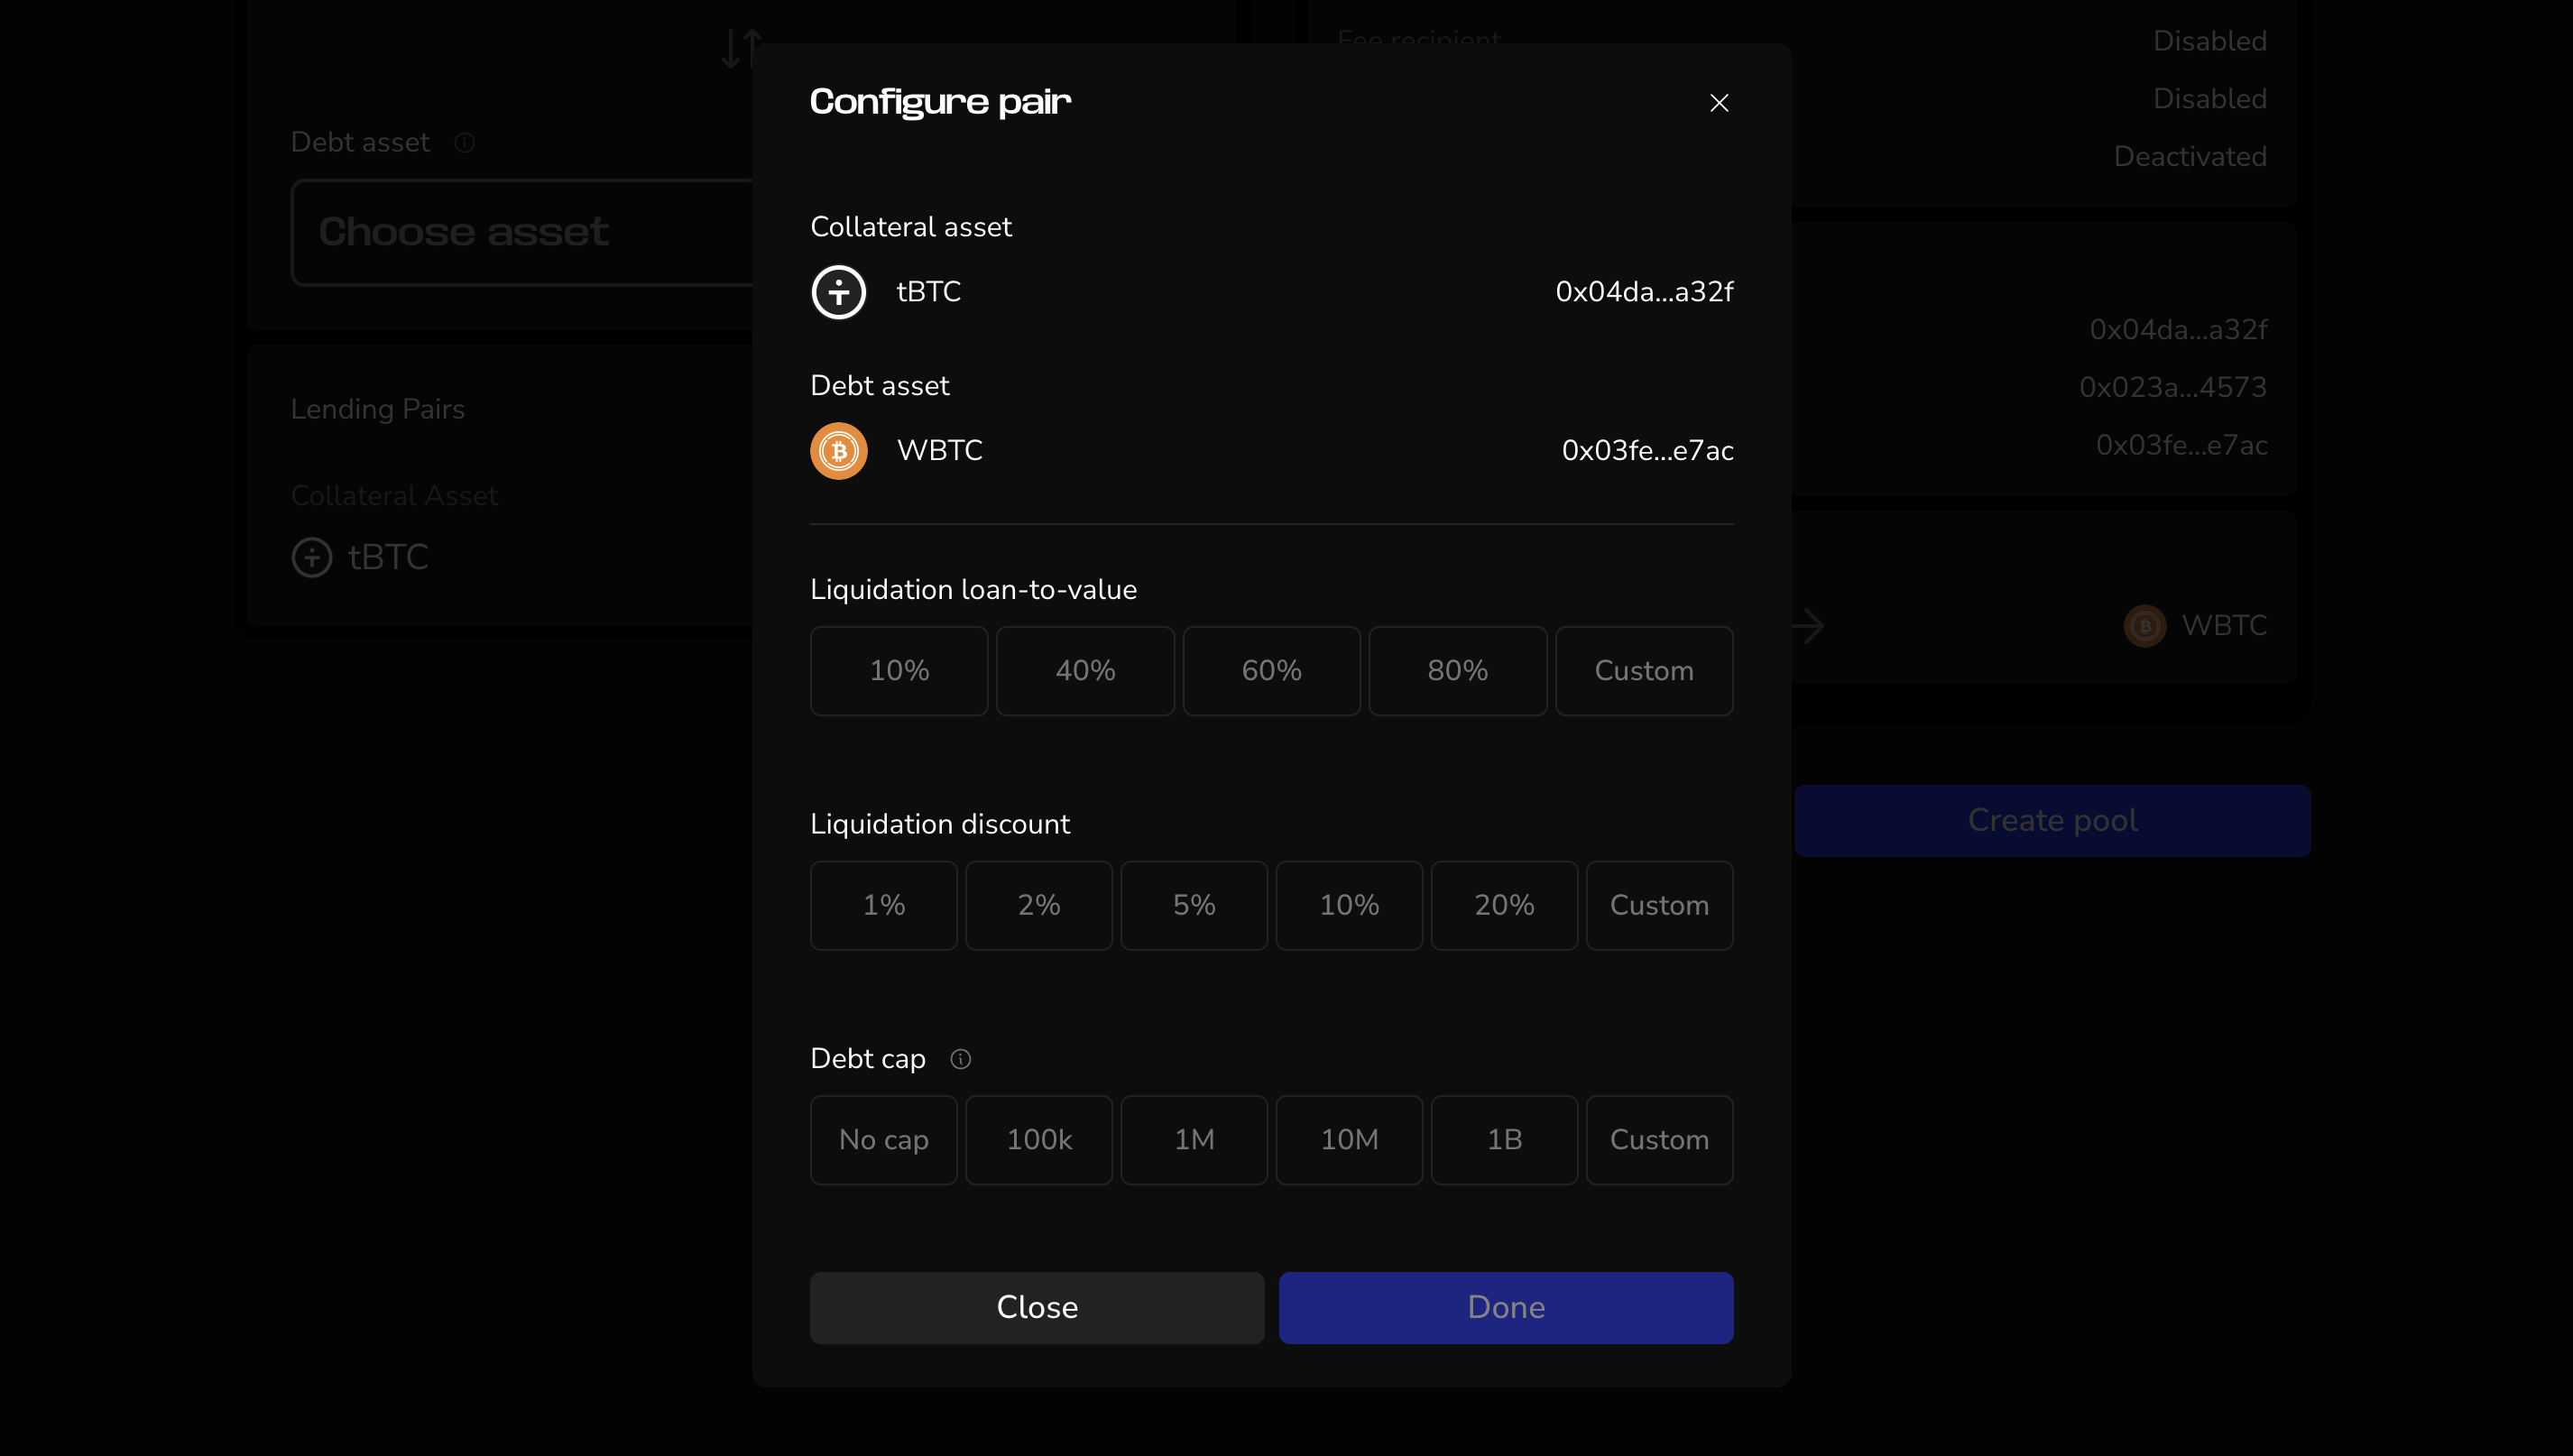 Fee recipient
Disabled
Disabled
Deactivated
Debt asset
Choose asset
Lending Pairs
Collateral Asset
tBTC
Configure pair
Collateral asset
tBTC 0x04da...a32f
Debt asset
WBTC 0x03fe...e7ac
Liquidation loan-to-value
10% 40% 60% 80% Custom
Liquidation discount
1% 2% 5% 10% 20% Custom
Debt cap
No cap 100k 1M 10M 1B Custom
Close Done
0x04da...a32f
0x023a...4573
0x03fe...e7ac
WBTC
Create pool